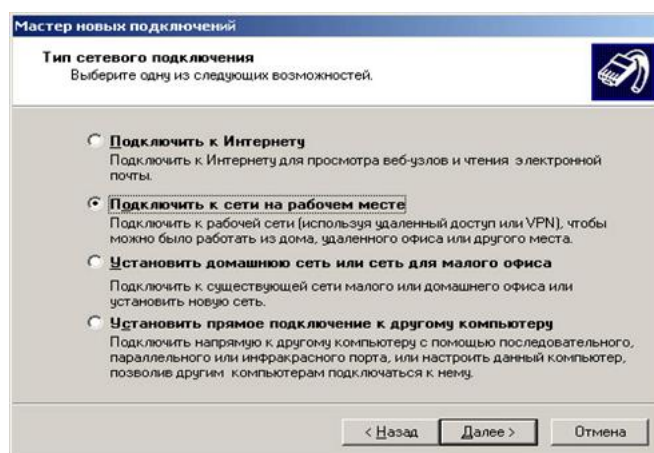 Мастер новых подключений
Тип сетевого подключения
Выберите одну из следующих возможностей.
Подключить к Интернету
Подключить к Интернету для просмотра веб-узлов и чтения электронной
почты.
Подключить к сети на рабочем месте
Подключить к рабочей сети (используя удаленный доступ или VPN), чтобы
можно было работать из дома, удаленного офиса или другого места.
Установить домашнюю сеть или сеть для малого офиса
Подключить к существующей сети малого или домашнего офиса или
установить новую сеть.
Установить прямое подключение к другому компьютеру
Подключить напрямую к другому компьютеру с помощью последовательного,
параллельного или инфракрасного порта, или настроить данный компьютер,
позволив другим компьютерам подключаться к нему.
< Назад Далее > Отмена